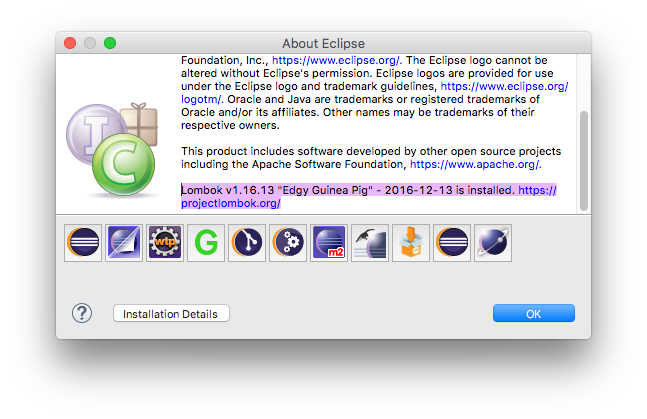 About Eclipse
Foundation, Inc., https://www.eclipse.org/. The Eclipse logo cannot be
altered without Eclipse's permission. Eclipse logos are provided for use
under the Eclipse logo and trademark guidelines, https://www.eclipse.org/
logotm/. Oracle and Java are trademarks or registered trademarks of
Oracle and/or its affiliates. Other names may be trademarks of their
respective owners.
This product includes software developed by other open source projects
including the Apache Software Foundation, https://www.apache.org/.
Lombok v1.16.13 "Edgy Guinea Pig" - 2016-12-13 is installed. https://
projectlombok.org/
I
C
wtp
G
m2
?
Installation Details
OK